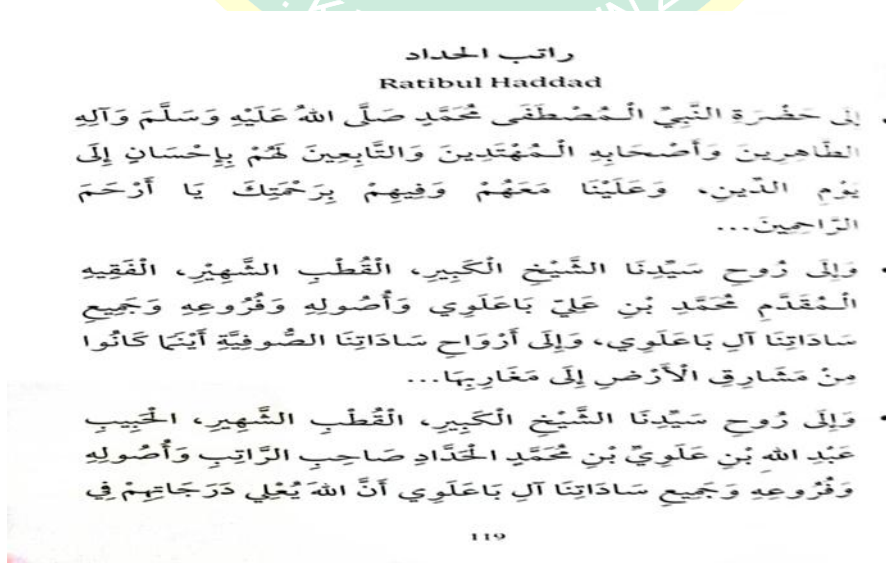 راتب الحداد
Ratibul Haddad
• إِلَى حَضْرَةِ النَّبِيِّ الْـمُصْطَفَى مُحَمَّدٍ صَلَّى اللهُ عَلَيْهِ وَسَلَّمَ وَآلِهِ
الطَّاهِرِينَ وَأَصْحَابِهِ الْـمُهْتَدِينَ وَالتَّابِعِينَ لَهُمْ بِإِحْسَانٍ إِلَى
يَوْمِ الدِّينِ، وَعَلَيْنَا مَعَهُمْ وَفِيهِمْ بِرَحْمَتِكَ يَا أَرْحَمَ
الرَّاحِمِينَ...
• وَإِلَى رُوحِ سَيِّدِنَا الشَّيْخِ الْكَبِيرِ، الْقُطْبِ الشَّهِيْرِ، الْفَقِيهِ
الْـمُقَدَّمِ مُحَمَّدِ بْنِ عَلِيّ بَاعَلَوِي وَأُصُولِهِ وَفُرُوعِهِ وَجَمِيعِ
سَادَاتِنَا آلِ بَاعَلَوِي، وَإِلَى أَرْوَاحِ سَادَاتِنَا الصُّوفِيَّةِ أَيْنَمَا كَانُوا
مِنْ مَشَارِقِ الْأَرْضِ إِلَى مَغَارِبِهَا...
• وَإِلَى رُوحِ سَيِّدِنَا الشَّيْخِ الْكَبِيرِ، الْقُطْبِ الشَّهِيرِ، الْحَبِيبِ
عَبْدِ اللهِ بْنِ عَلَوِيِّ بْنِ مُحَمَّدٍ الْحَدَّادِ صَاحِبِ الرَّاتِبِ وَأُصُولِهِ
وَفُرُوعِهِ وَجَمِيعِ سَادَاتِنَا آلِ بَاعَلَوِي أَنَّ اللهَ يُعْلِي دَرَجَاتِهِمْ فِي
119